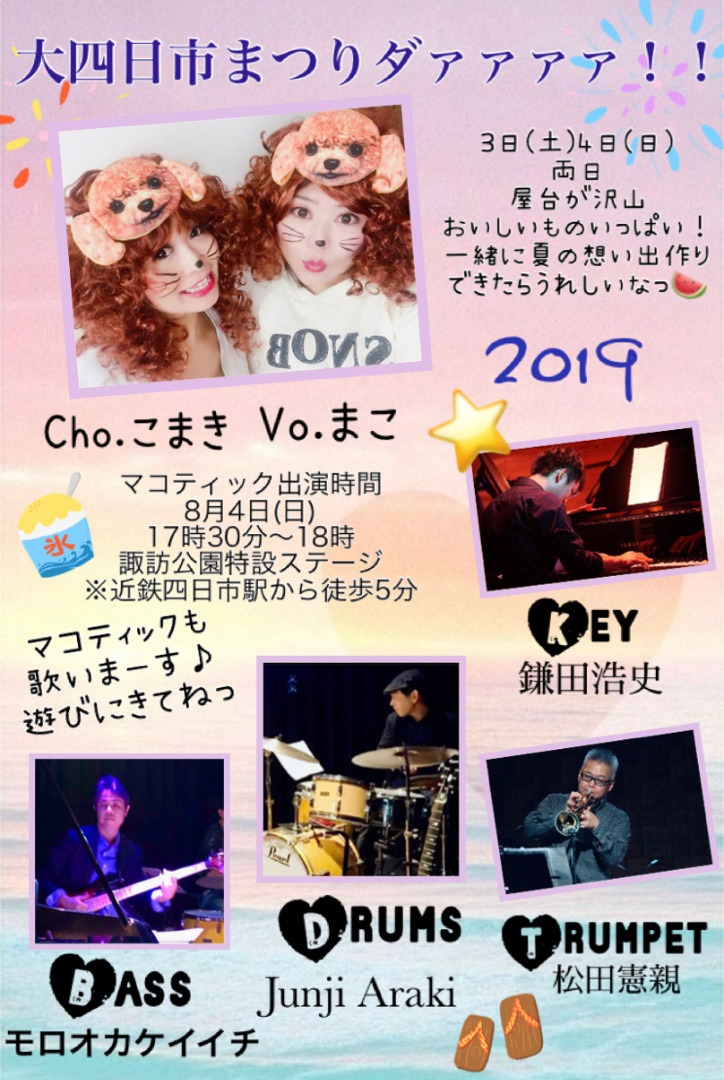 大四日市まつりダァァァァ！！
3日(土)4日(日)
両日
屋台が沢山
おいしいものいっぱい！
一緒に夏の想い出作り
できたらうれしいなっ
SNOB
2019
Cho.こまき Vo.まこ
マコティック出演時間
8月4日(日)
17時30分〜18時
諏訪公園特設ステージ
※近鉄四日市駅から徒歩5分
氷
マコティックも
歌いまーす♪
遊びにきてねっ
KEY
鎌田浩史
Pearl
DRUMS
Junji Araki
TRUMPET
松田憲親
BASS
モロオカケイイチ